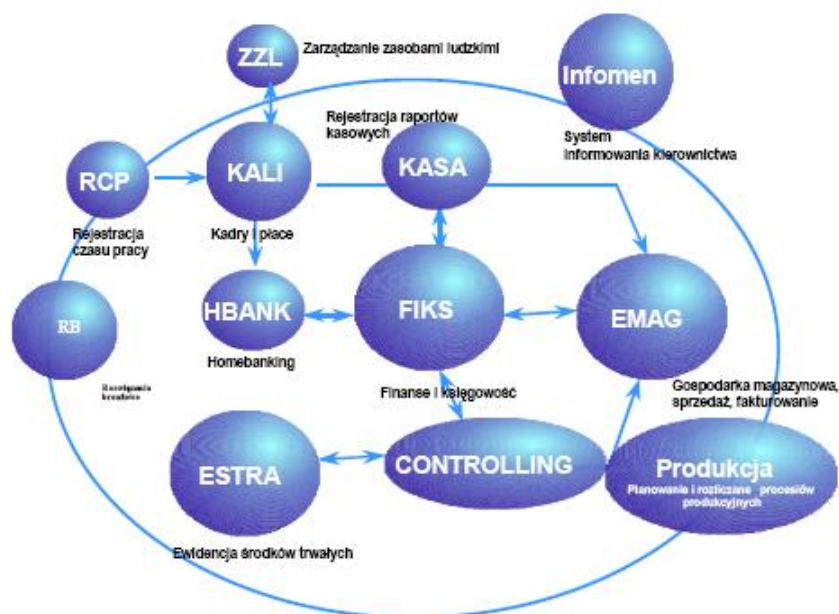 ZZL
Zarządzanie zasobami ludzkimi
Infomen
Rejestracja raportów
kasowych
System
informowania kierownictwa
RCP
KALI
KASA
Rejestracja
czasu pracy
Kadry i płace
RB
HBANK
FIKS
EMAG
Homebanking
Finanse i księgowość
Gospodarka magazynowa,
sprzedaż, fakturowanie
ESTRA
CONTROLLING
Produkcja
Planowanie i rozliczane procesów
produkcyjnych
Ewidencja środków trwałych